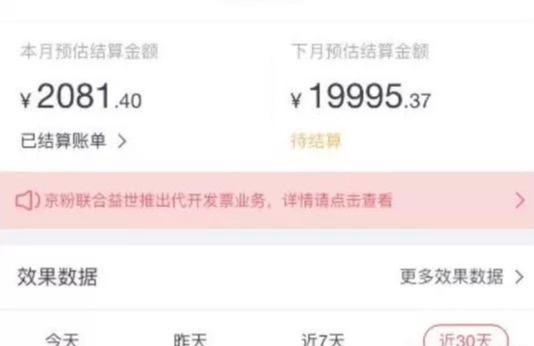 本月预估结算金额 下月预估结算金额
¥2081.40 ¥19995.37
已结算账单 > 待结算
京粉联合益世推出代开发票业务，详情请点击查看 >
效果数据 更多效果数据 >
今天 昨天 近7天 近30天